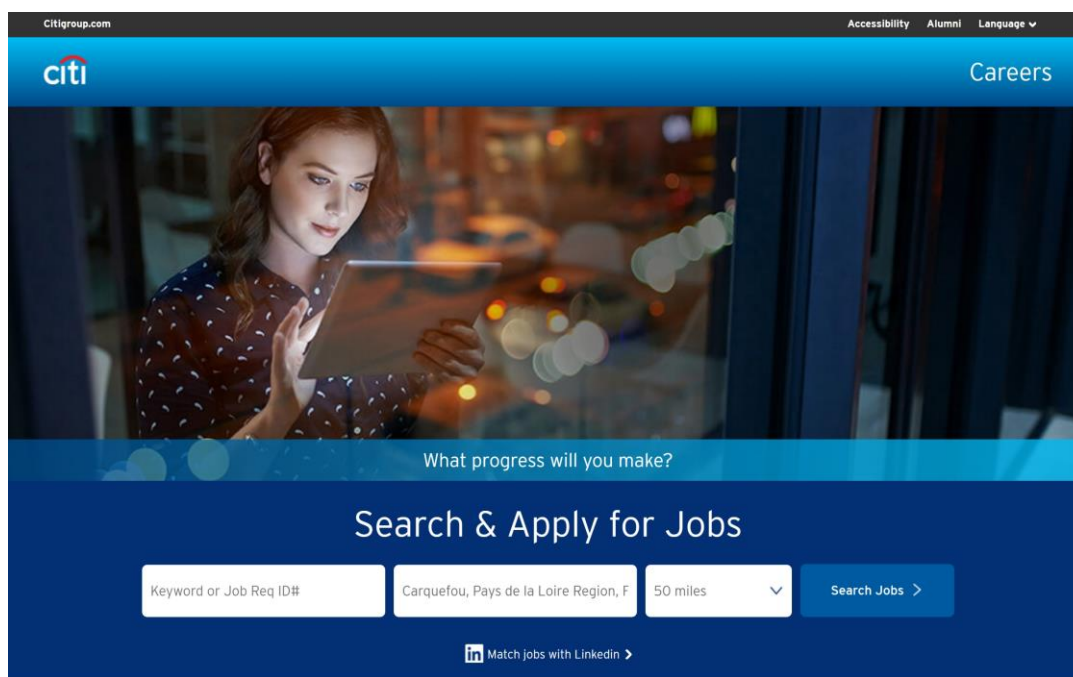 Citigroup.com Accessibility Alumni Language
citi Careers
What progress will you make?
Search & Apply for Jobs
Keyword or Job Req ID# Carquefou, Pays de la Loire Region, F 50 miles Search Jobs
in Match jobs with Linkedin